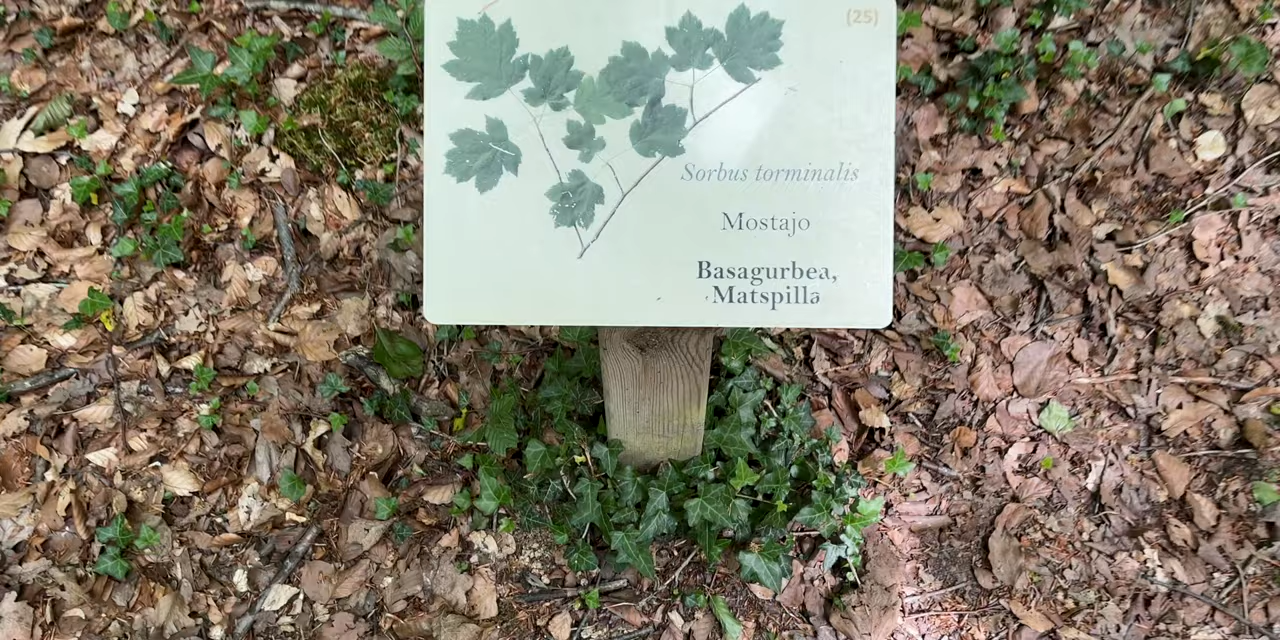 (25)
Sorbus torminalis
Mostajo
Basagurbea,
Matspilla